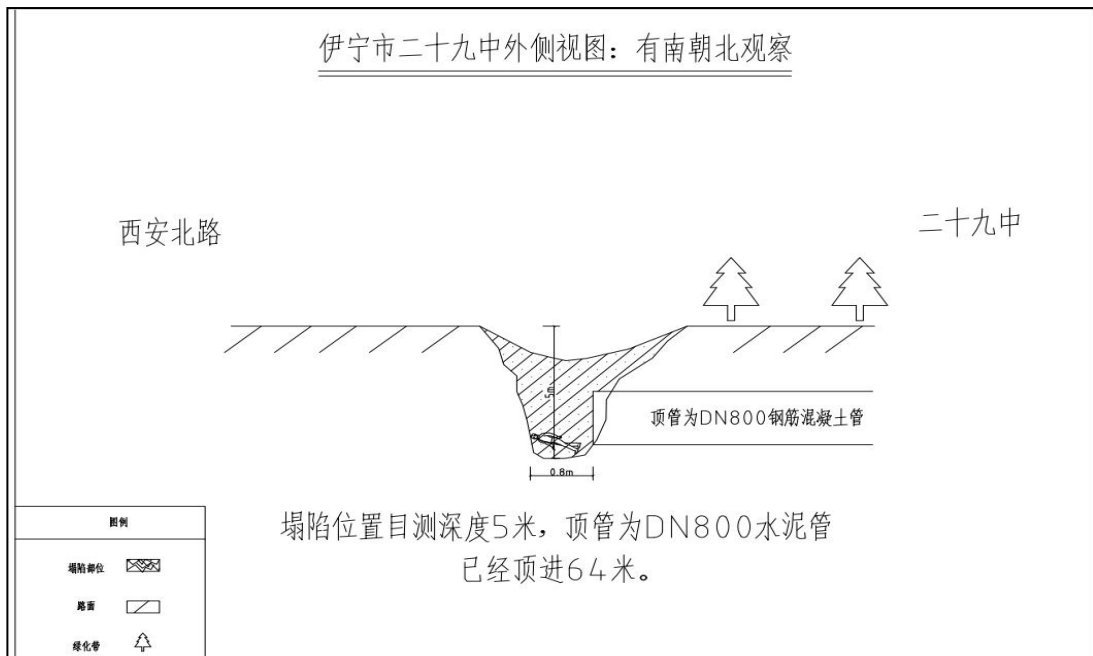 伊宁市二十九中外侧视图：有南朝北观察
西安北路
二十九中
5m
顶管为DN800钢筋混凝土管
0.8m
塌陷位置目测深度5米，顶管为DN800水泥管
已经顶进64米。
图例
塌陷部位
路面
绿化带